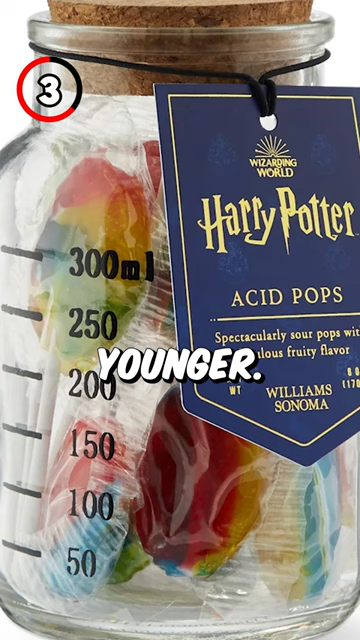 3
WIZARDING
WORLD
Harry Potter
ACID POPS
Spectacularly sour pops
fruity flavor
WT
WILLIAMS
SONOMA
300ml
250
200
150
100
50
YOUNGER.